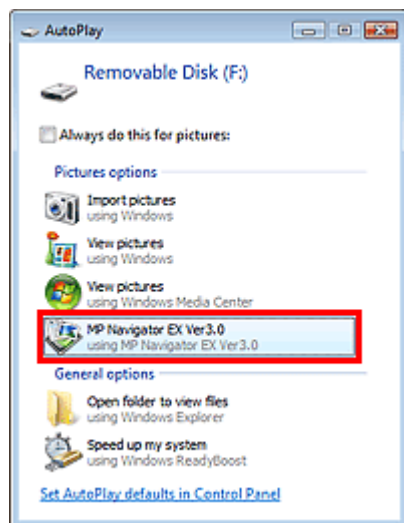 AutoPlay
Removable Disk (F:)
Always do this for pictures:
Pictures options
Import pictures
using Windows
View pictures
using Windows
View pictures
using Windows Media Center
MP Navigator EX Ver3.0
using MP Navigator EX Ver3.0
General options
Open folder to view files
using Windows Explorer
Speed up my system
using Windows ReadyBoost
Set AutoPlay defaults in Control Panel